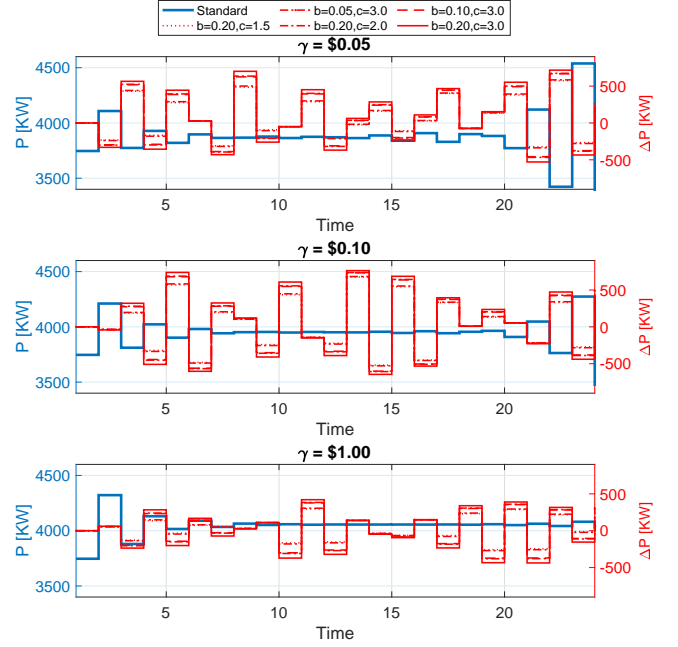 Standard b=0.05,c=3.0 b=0.10,c=3.0
b=0.20,c=1.5 b=0.20,c=2.0 b=0.20,c=3.0
γ = $0.05
4500
4000
3500
P [KW]
500
0
-500
ΔP [KW]
5 10 15 20
Time
γ = $0.10
4500
4000
3500
P [KW]
500
0
-500
ΔP [KW]
5 10 15 20
Time
γ = $1.00
4500
4000
3500
P [KW]
500
0
-500
ΔP [KW]
5 10 15 20
Time